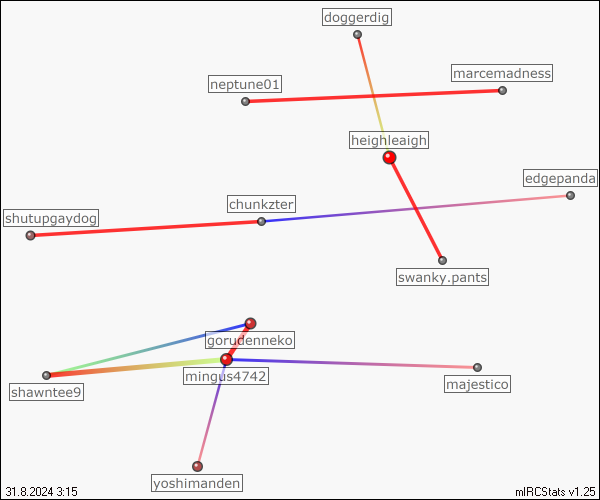 doggerdig
marcemadness
neptune01
heighleaigh
edgepanda
chunkzter
shutupgaydog
swanky.pants
gorudenneko
mingus4742
majestico
shawntee9
yoshimanden
31.8.2024 3:15
mIRCStats v1.25